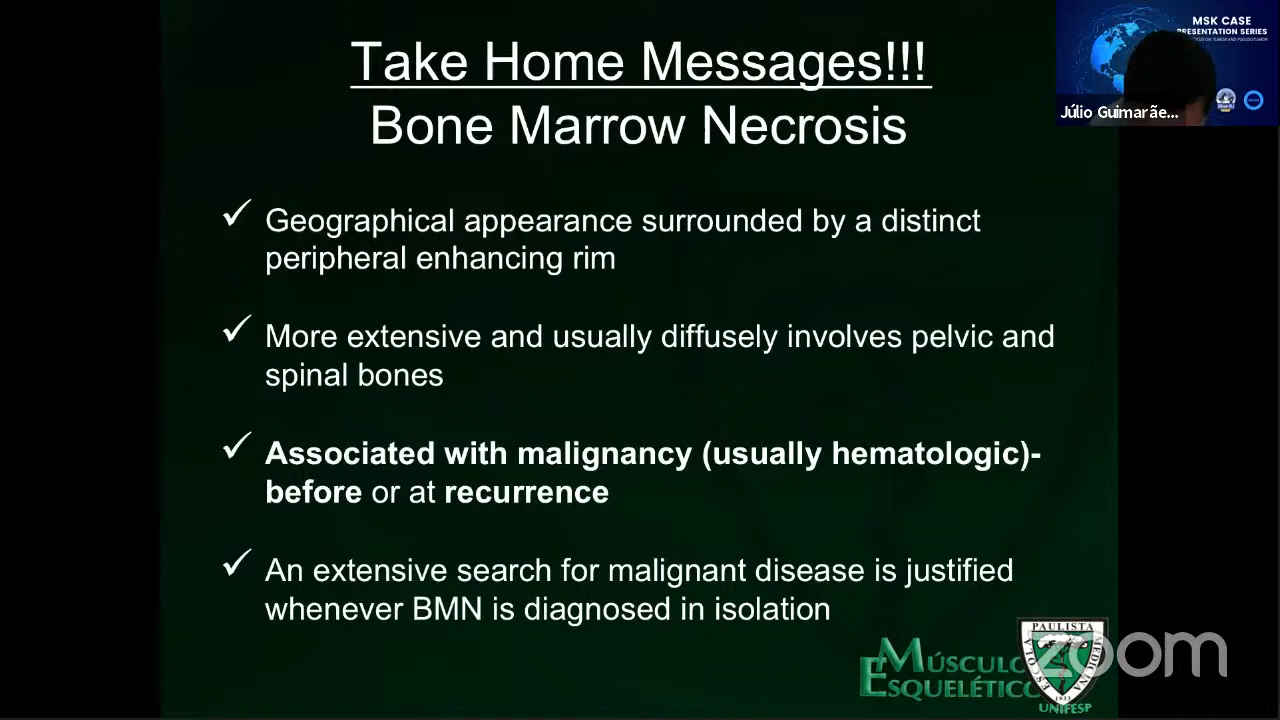 Take Home Messages!!!
Bone Marrow Necrosis
MSK CASE
PRESENTATION SERIES
Júlio Guimarãe...
✓ Geographical appearance surrounded by a distinct
peripheral enhancing rim
✓ More extensive and usually diffusely involves pelvic and
spinal bones
✓ Associated with malignancy (usually hematologic)-
before or at recurrence
✓ An extensive search for malignant disease is justified
whenever BMN is diagnosed in isolation
MÚSCULO
ESQUELÉTICO
PAULISTA
ESCOLA
MEDICINA
1933
UNIFESP
zoom